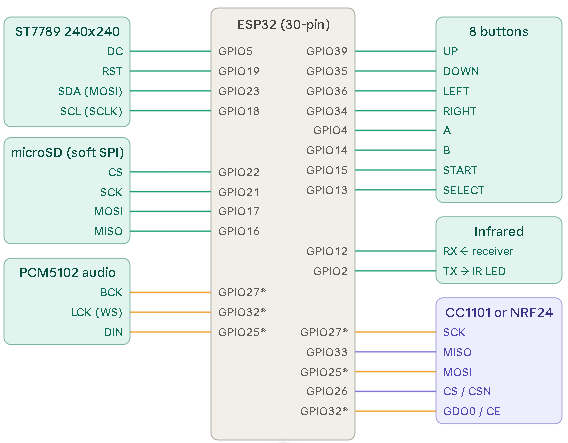 ESP32 (30-pin)
ST7789 240x240
DC
RST
SDA (MOSI)
SCL (SCLK)
microSD (soft SPI)
CS
SCK
MOSI
MISO
PCM5102 audio
BCK
LCK (WS)
DIN
GPIO5
GPIO19
GPIO23
GPIO18
GPIO22
GPIO21
GPIO17
GPIO16
GPIO27*
GPIO32*
GPIO25*
GPIO39
GPIO35
GPIO36
GPIO34
GPIO4
GPIO14
GPIO15
GPIO13
GPIO12
GPIO2
GPIO27*
GPIO33
GPIO25*
GPIO26
GPIO32*
8 buttons
UP
DOWN
LEFT
RIGHT
A
B
START
SELECT
Infrared
RX ← receiver
TX → IR LED
CC1101 or NRF24
SCK
MISO
MOSI
CS / CSN
GDO0 / CE